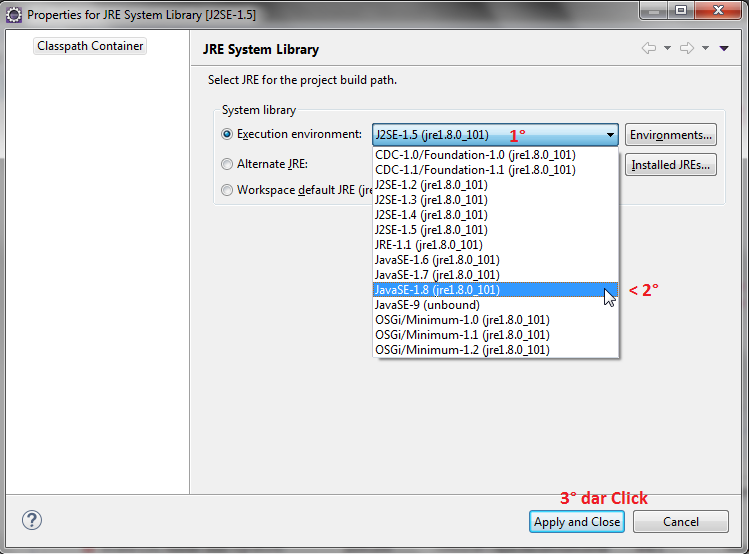 Properties for JRE System Library [J2SE-1.5]
Classpath Container
JRE System Library
Select JRE for the project build path.
System library
Execution environment:
J2SE-1.5 (jre1.8.0_101)
1°
Environments...
Alternate JRE:
Installed JREs...
Workspace default JRE (jre
CDC-1.0/Foundation-1.0 (jre1.8.0_101)
CDC-1.1/Foundation-1.1 (jre1.8.0_101)
J2SE-1.2 (jre1.8.0_101)
J2SE-1.3 (jre1.8.0_101)
J2SE-1.4 (jre1.8.0_101)
J2SE-1.5 (jre1.8.0_101)
JRE-1.1 (jre1.8.0_101)
JavaSE-1.6 (jre1.8.0_101)
JavaSE-1.7 (jre1.8.0_101)
JavaSE-1.8 (jre1.8.0_101)
< 2°
JavaSE-9 (unbound)
OSGi/Minimum-1.0 (jre1.8.0_101)
OSGi/Minimum-1.1 (jre1.8.0_101)
OSGi/Minimum-1.2 (jre1.8.0_101)
3° dar Click
?
Apply and Close
Cancel